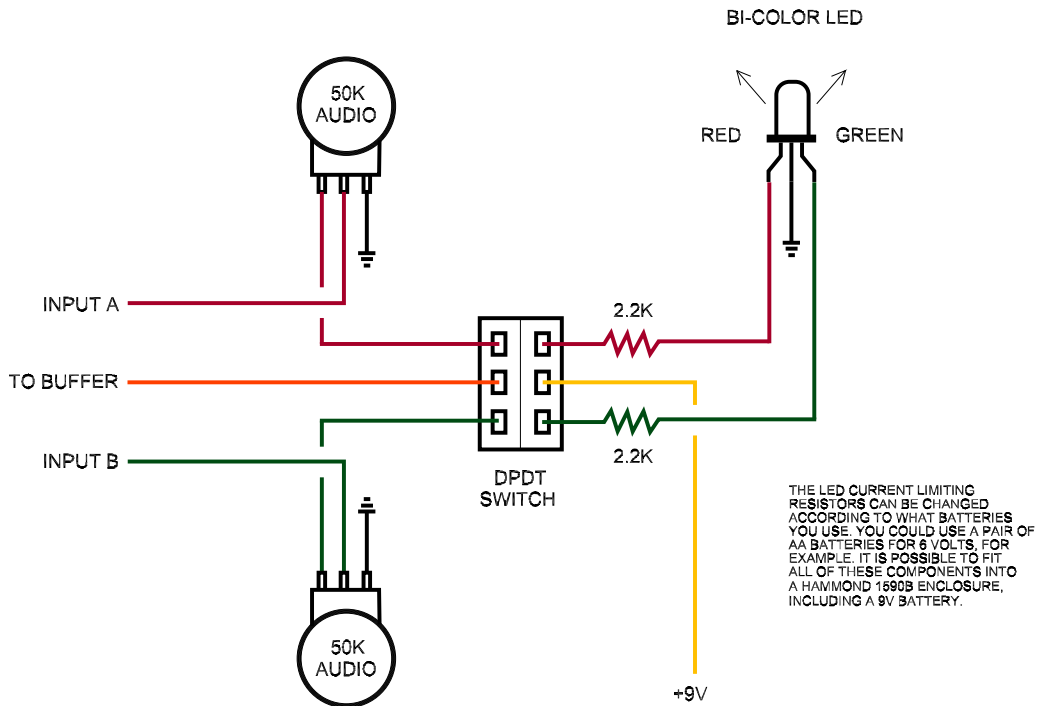 BI-COLOR LED
50K
AUDIO
RED
GREEN
INPUT A
2.2K
TO BUFFER
INPUT B
2.2K
DPDT
SWITCH
THE LED CURRENT LIMITING
RESISTORS CAN BE CHANGED
ACCORDING TO WHAT BATTERIES
YOU USE. YOU COULD USE A PAIR OF
AA BATTERIES FOR 6 VOLTS, FOR
EXAMPLE. IT IS POSSIBLE TO FIT
ALL OF THESE COMPONENTS INTO
A HAMMOND 1590B ENCLOSURE,
INCLUDING A 9V BATTERY.
50K
AUDIO
+9V